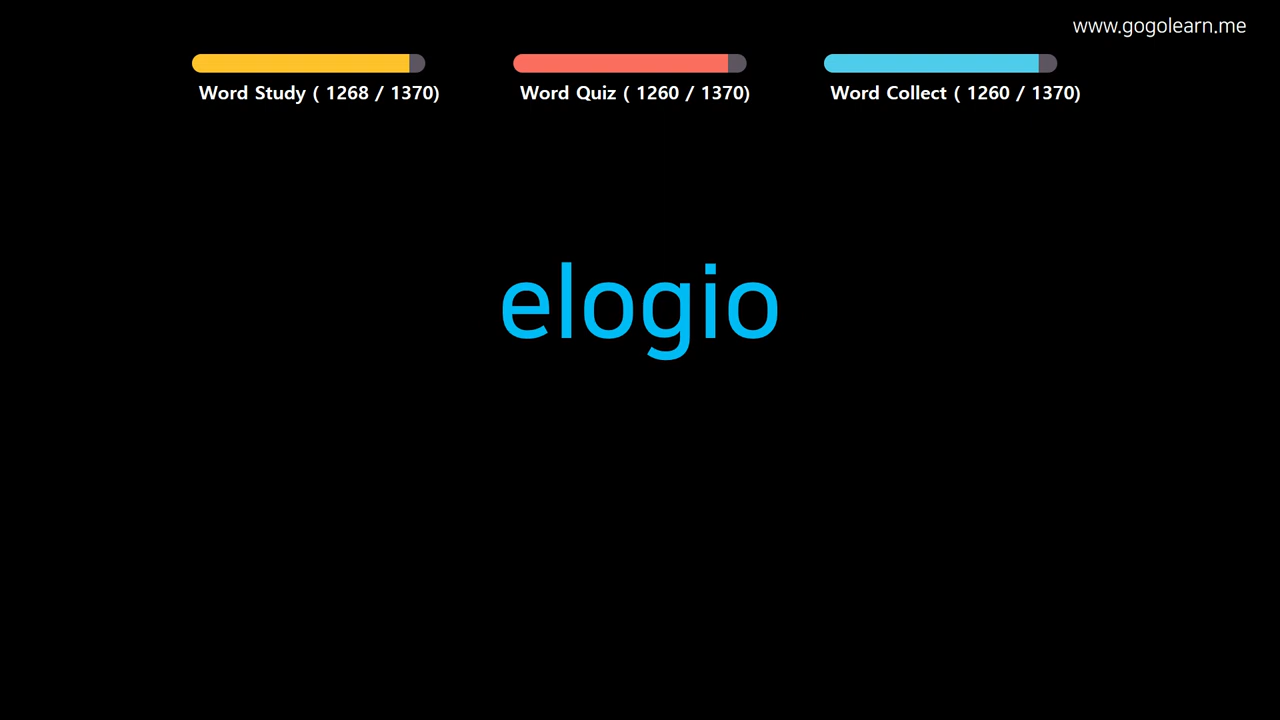 www.gogolearn.me
Word Study ( 1268 / 1370)
Word Quiz ( 1260 / 1370)
Word Collect ( 1260 / 1370)
elogio